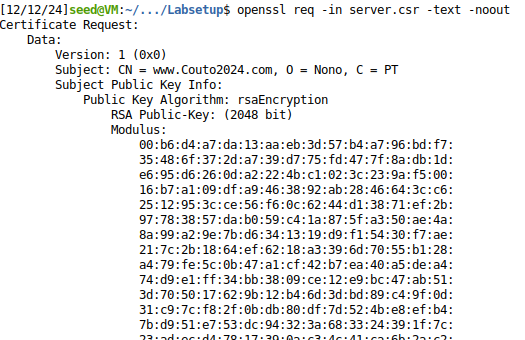 [12/12/24]seed@VM:~/.../Labsetup$ openssl req -in server.csr -text -noout
Certificate Request:
Data:
Version: 1 (0x0)
Subject: CN = www.Couto2024.com, O = Nono, C = PT
Subject Public Key Info:
Public Key Algorithm: rsaEncryption
RSA Public-Key: (2048 bit)
Modulus:
00:b6:d4:a7:da:13:aa:eb:3d:57:b4:a7:96:bd:f7:
35:48:6f:37:2d:a7:39:d7:75:fd:47:7f:8a:db:1d:
e6:95:d6:26:0d:a2:22:4b:c1:02:3c:23:9a:f5:00:
16:b7:a1:09:df:a9:46:38:92:ab:28:46:64:3c:c6:
25:12:95:3c:ce:56:f6:0c:62:44:d1:38:71:ef:2b:
97:78:38:57:da:b0:59:c4:1a:87:5f:a3:50:ae:4a:
8a:99:a2:9e:7b:d6:34:13:19:d9:f1:54:30:f7:ae:
21:7c:2b:18:64:ef:62:18:a3:39:6d:70:55:b1:28:
a4:79:fe:5c:0b:47:a1:cf:42:b7:ea:40:a5:de:a4:
74:d9:e1:ff:34:bb:38:09:ce:12:e9:bc:47:ab:51:
3d:70:50:17:62:9b:12:b4:6d:3d:bd:89:c4:9f:0d:
31:c9:7c:f8:2f:0b:db:80:df:7d:52:4b:e8:ef:b4:
7b:d9:51:e7:53:dc:94:32:3a:68:33:24:39:1f:7c: